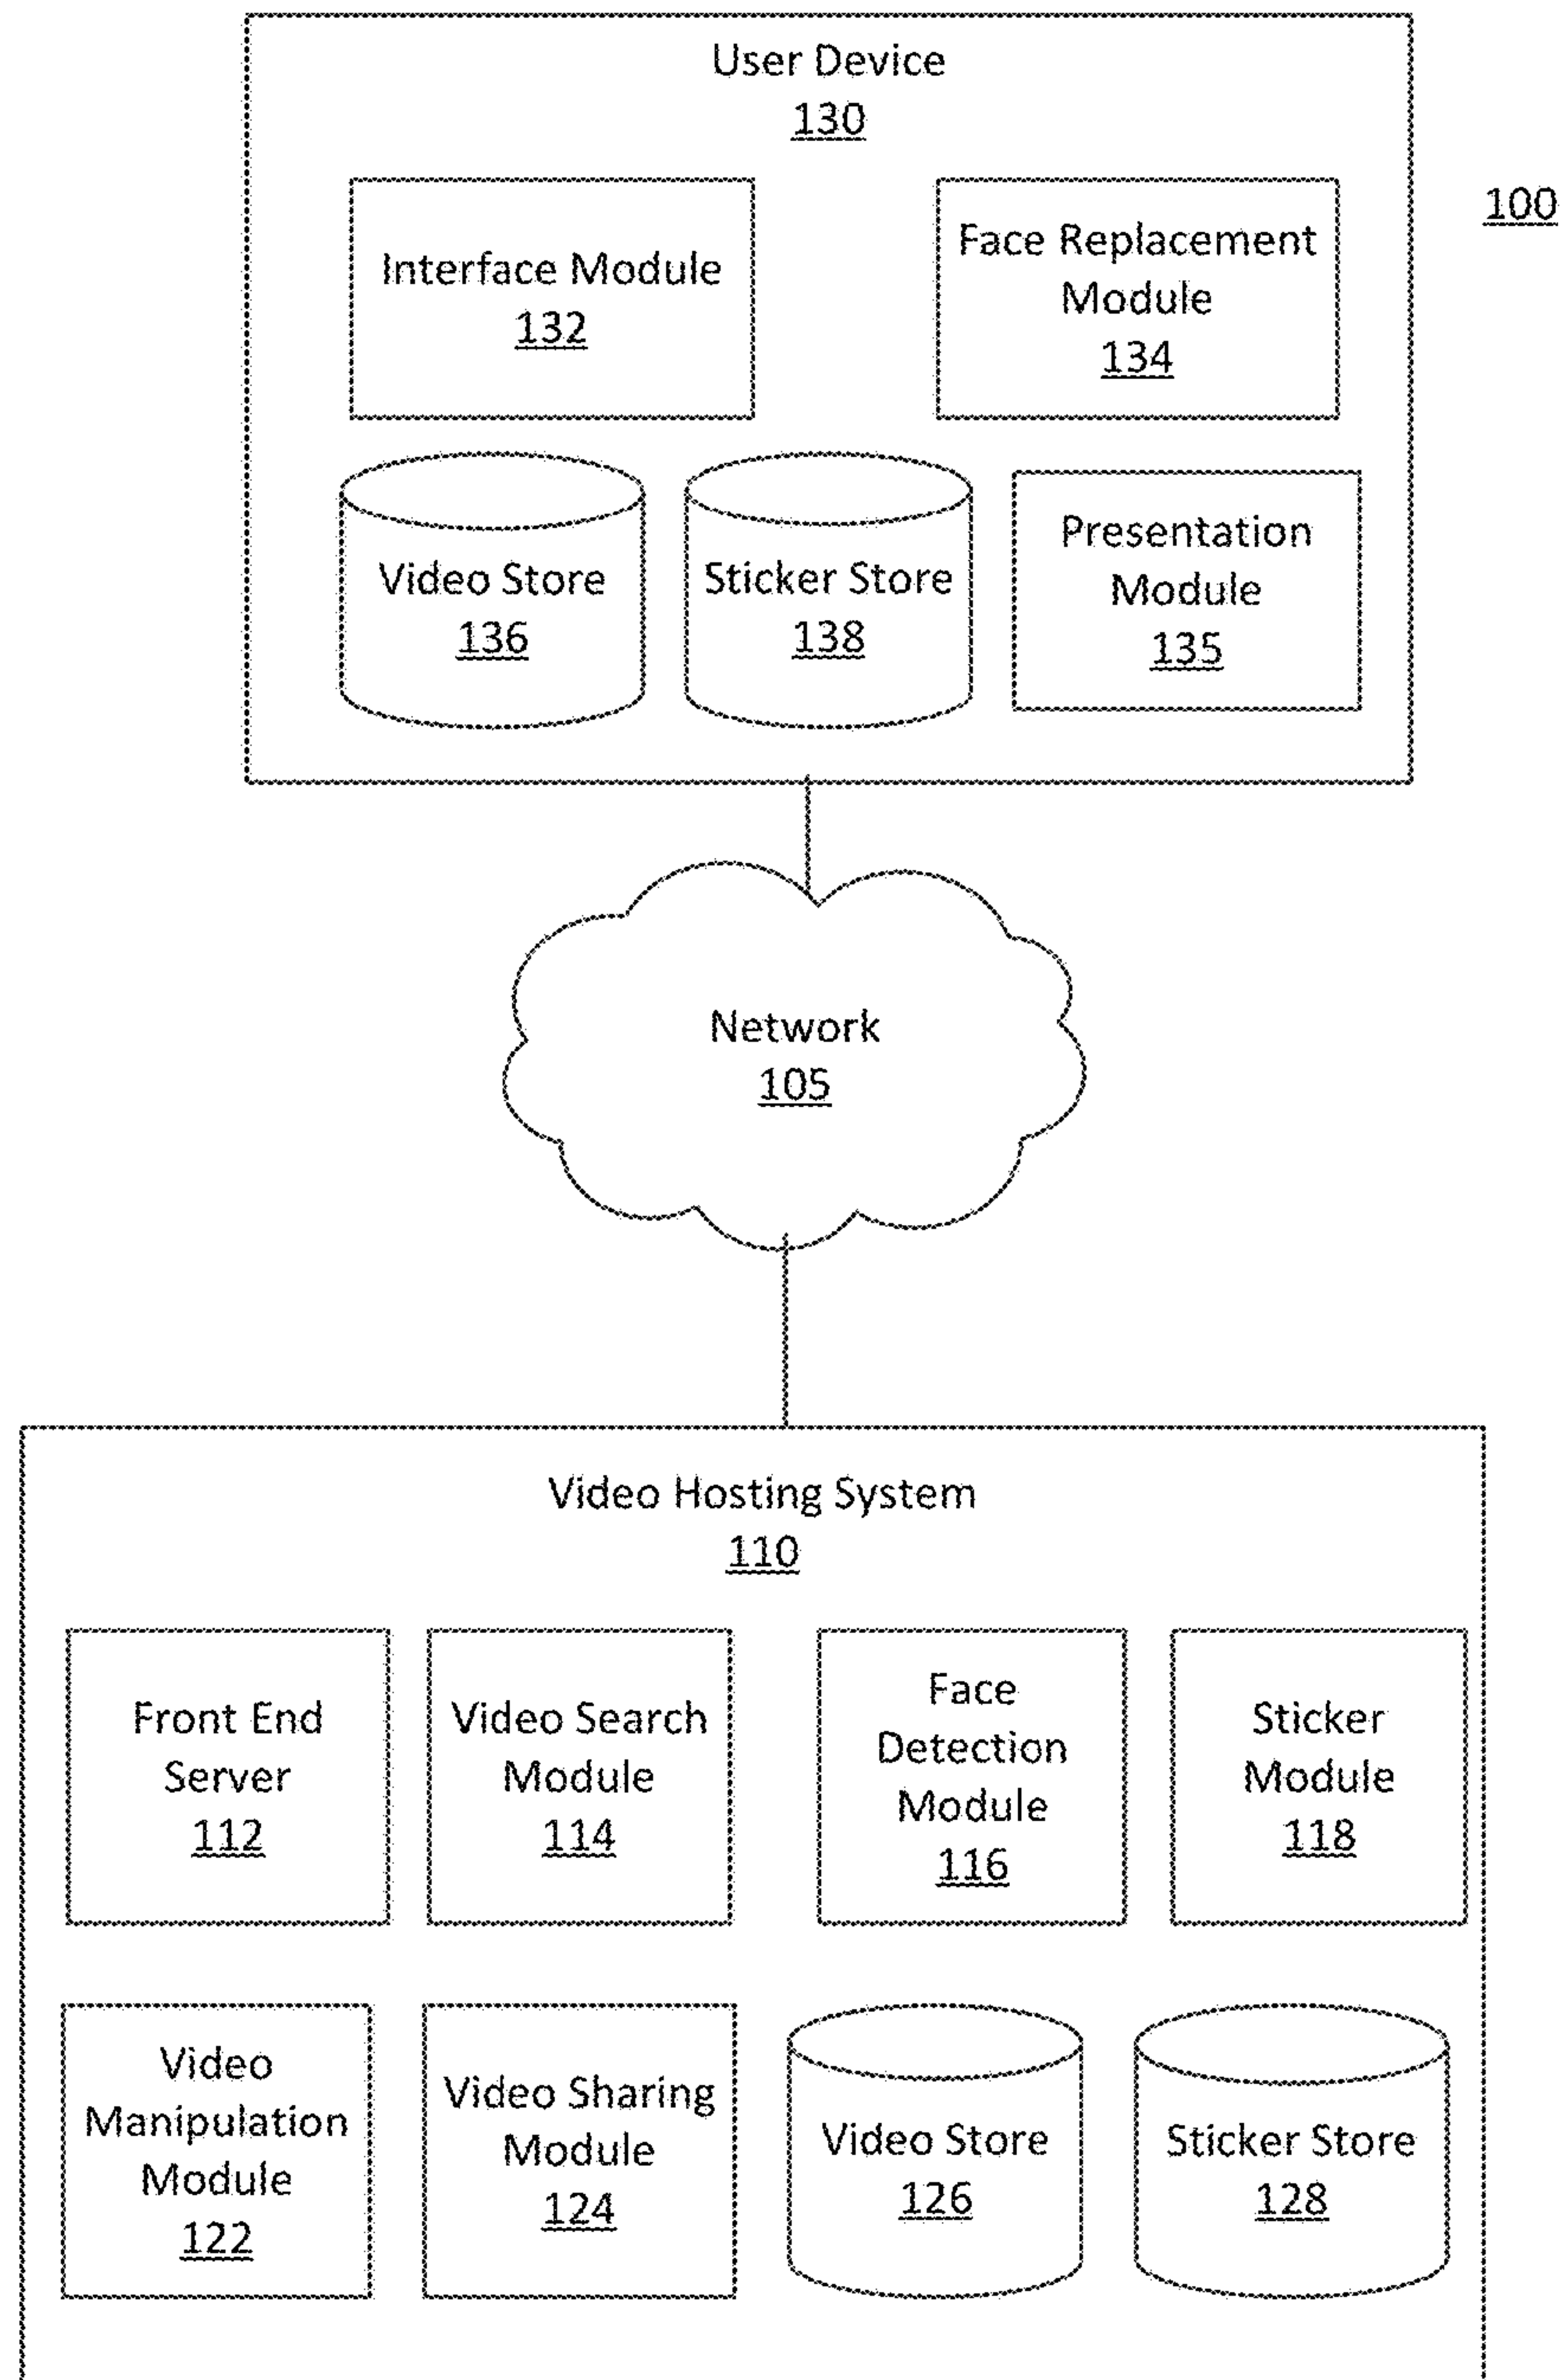 User Device
130
100
Interface Module
132
Face Replacement
Module
134
Video Store
136
Sticker Store
138
Presentation
Module
135
Network
105
Video Hosting System
110
Front End
Server
112
Video Search
Module
114
Face
Detection
Module
116
Sticker
Module
118
Video
Manipulation
Module
122
Video Sharing
Module
124
Video Store
126
Sticker Store
128